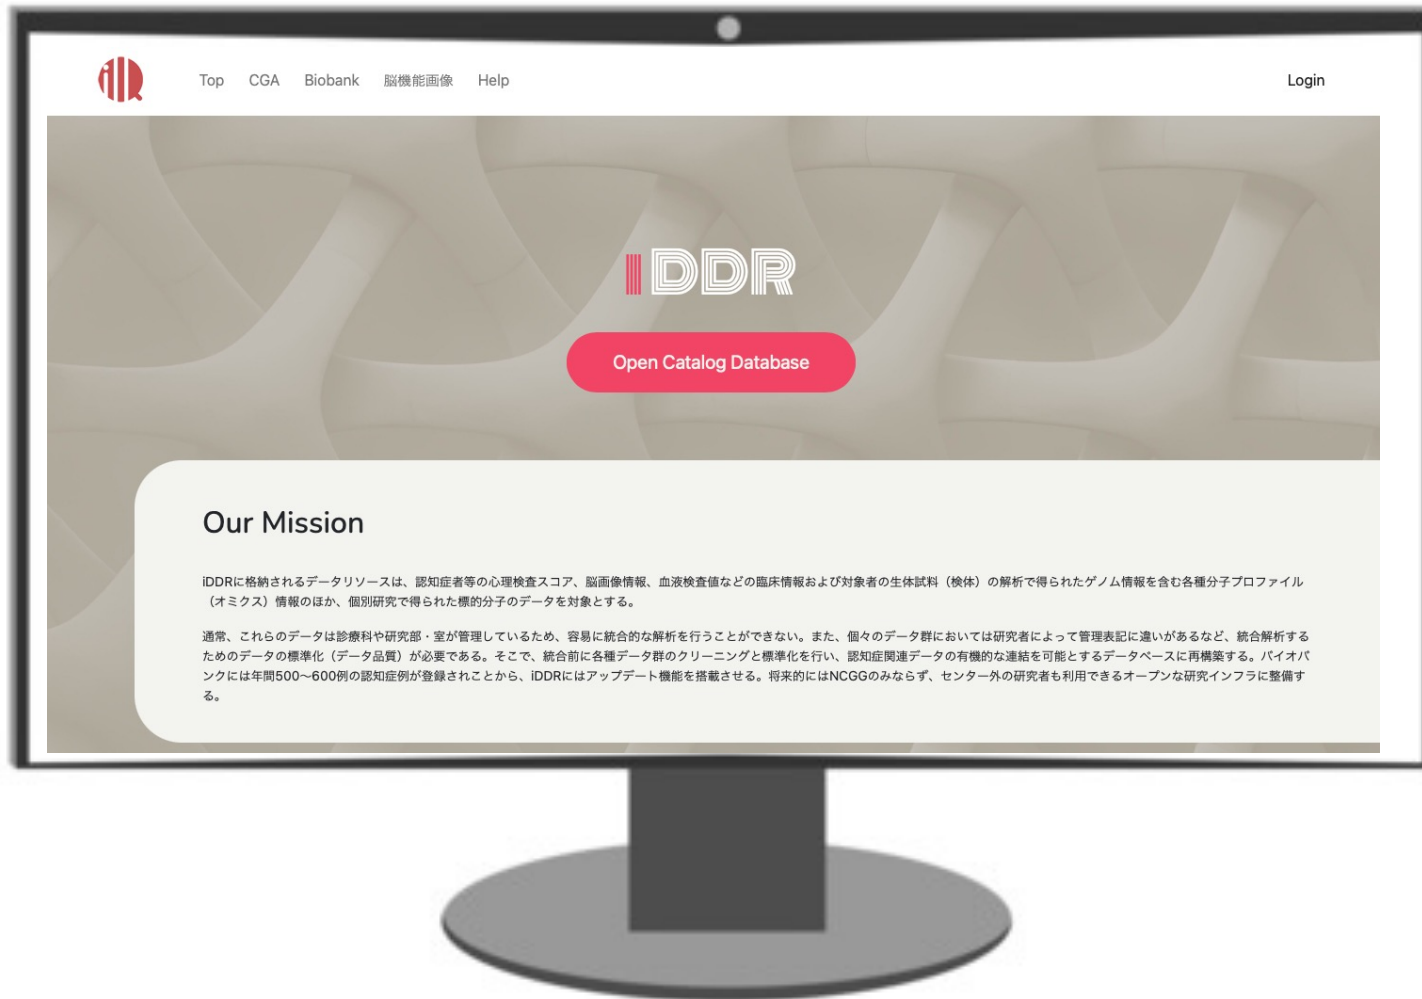 Top CGA Biobank 脳機能画像 Help Login
iDDR
Open Catalog Database
Our Mission
iDDRに格納されるデータリソースは、認知症者等の心理検査スコア、脳画像情報、血液検査値などの臨床情報および対象者の生体試料（検体）の解析で得られたゲノム情報を含む各種分子プロファイル
（オミクス）情報のほか、個別研究で得られた標的分子のデータを対象とする。
通常、これらのデータは診療科や研究部・室が管理しているため、容易に統合的な解析を行うことができない。また、個々のデータ群においては研究者によって管理表記に違いがあるなど、統合解析する
ためのデータの標準化（データ品質）が必要である。そこで、統合前に各種データ群のクリーニングと標準化を行い、認知症関連データの有機的な連結を可能とするデータベースに再構築する。バイオバ
ンクには年間500〜600例の認知症例が登録されことから、iDDRにはアップデート機能を搭載させる。将来的にはNCGGのみならず、センター外の研究者も利用できるオープンな研究インフラに整備す
る。